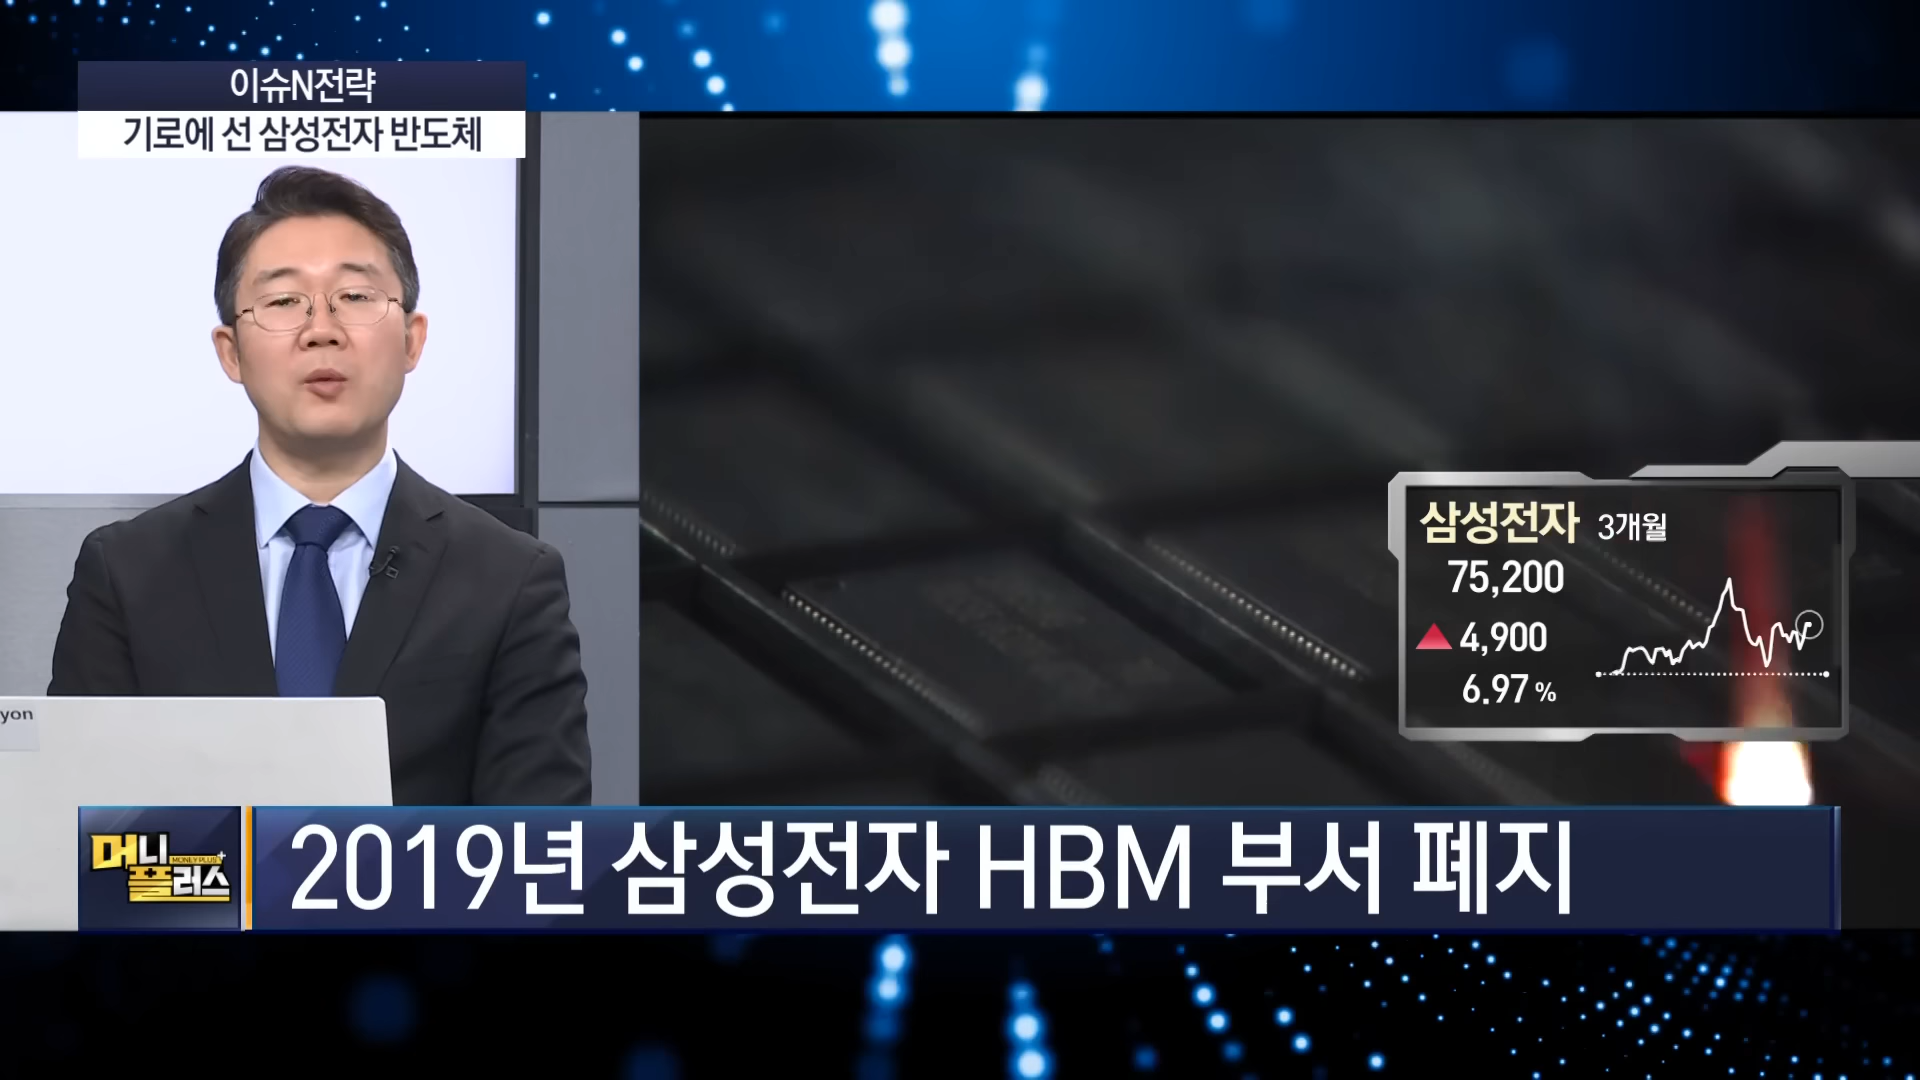 이슈N전략
기로에 선 삼성전자 반도체
삼성전자 3개월
75,200
▲ 4,900
6.97 %
yon
머니
MONEY PLUS+
플러스
2019년 삼성전자 HBM 부서 폐지